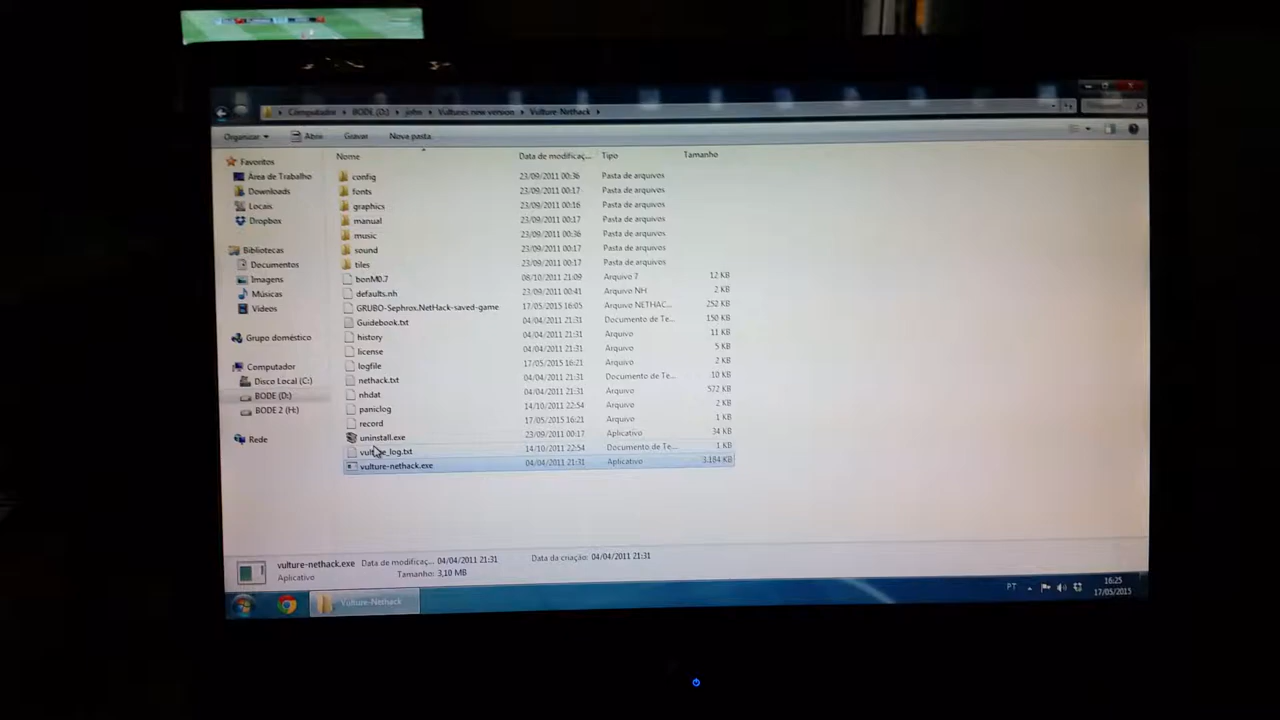 Computador ▸ BODE (D:) ▸ john ▸ Vultures new version ▸ Vulture-Nethack ▸
Organizar Abrir Gravar Nova pasta
Nome Data de modificaç... Tipo Tamanho
Favoritos
Área de Trabalho
Downloads
Locais
Dropbox
Bibliotecas
Documentos
Imagens
Músicas
Vídeos
Grupo doméstico
Computador
Disco Local (C:)
BODE (D:)
BODE 2 (H:)
Rede
config 23/09/2011 00:36 Pasta de arquivos
fonts 23/09/2011 00:17 Pasta de arquivos
graphics 23/09/2011 00:16 Pasta de arquivos
manual 23/09/2011 00:17 Pasta de arquivos
music 23/09/2011 00:36 Pasta de arquivos
sound 23/09/2011 00:17 Pasta de arquivos
tiles 23/09/2011 00:17 Pasta de arquivos
bonM0.7 08/10/2011 21:09 Arquivo 7 12 KB
defaults.nh 23/09/2011 00:41 Arquivo NH 2 KB
GRUBO-Sephrox.NetHack-saved-game 17/05/2015 16:05 Arquivo NETHAC... 252 KB
Guidebook.txt 04/04/2011 21:31 Documento de Te... 150 KB
history 04/04/2011 21:31 Arquivo 11 KB
license 04/04/2011 21:31 Arquivo 5 KB
logfile 17/05/2015 16:21 Arquivo 2 KB
nethack.txt 04/04/2011 21:31 Documento de Te... 10 KB
nhdat 04/04/2011 21:31 Arquivo 572 KB
paniclog 14/10/2011 22:54 Arquivo 2 KB
record 17/05/2015 16:21 Arquivo 1 KB
uninstall.exe 23/09/2011 00:17 Aplicativo 34 KB
vulture_log.txt 14/10/2011 22:54 Documento de Te... 1 KB
vulture-nethack.exe 04/04/2011 21:31 Aplicativo 3.184 KB
vulture-nethack.exe Data de modificaç... 04/04/2011 21:31 Data da criação: 04/04/2011 21:31
Aplicativo Tamanho: 3,10 MB
Vulture-Nethack PT 16:25
17/05/2015